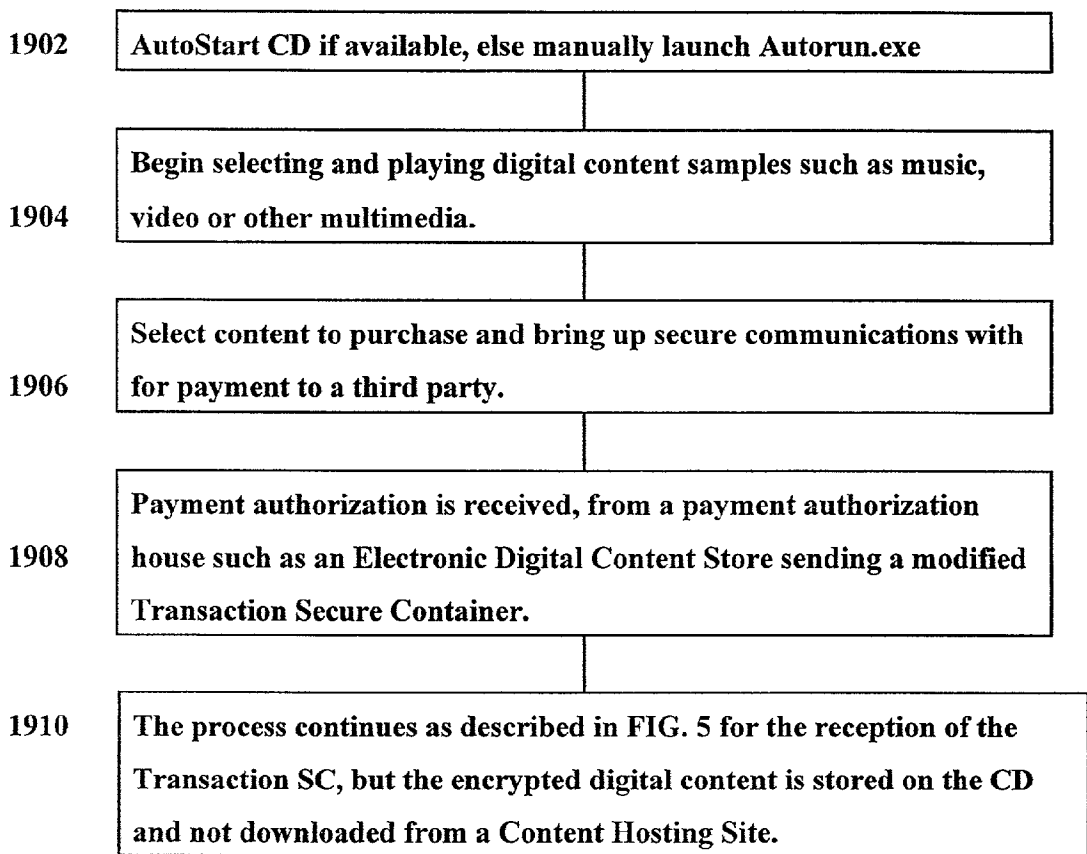 1902 AutoStart CD if available, else manually launch Autorun.exe
Begin selecting and playing digital content samples such as music,
1904 video or other multimedia.
Select content to purchase and bring up secure communications with
1906 for payment to a third party.
Payment authorization is received, from a payment authorization
1908 house such as an Electronic Digital Content Store sending a modified
Transaction Secure Container.
1910 The process continues as described in FIG. 5 for the reception of the
Transaction SC, but the encrypted digital content is stored on the CD
and not downloaded from a Content Hosting Site.